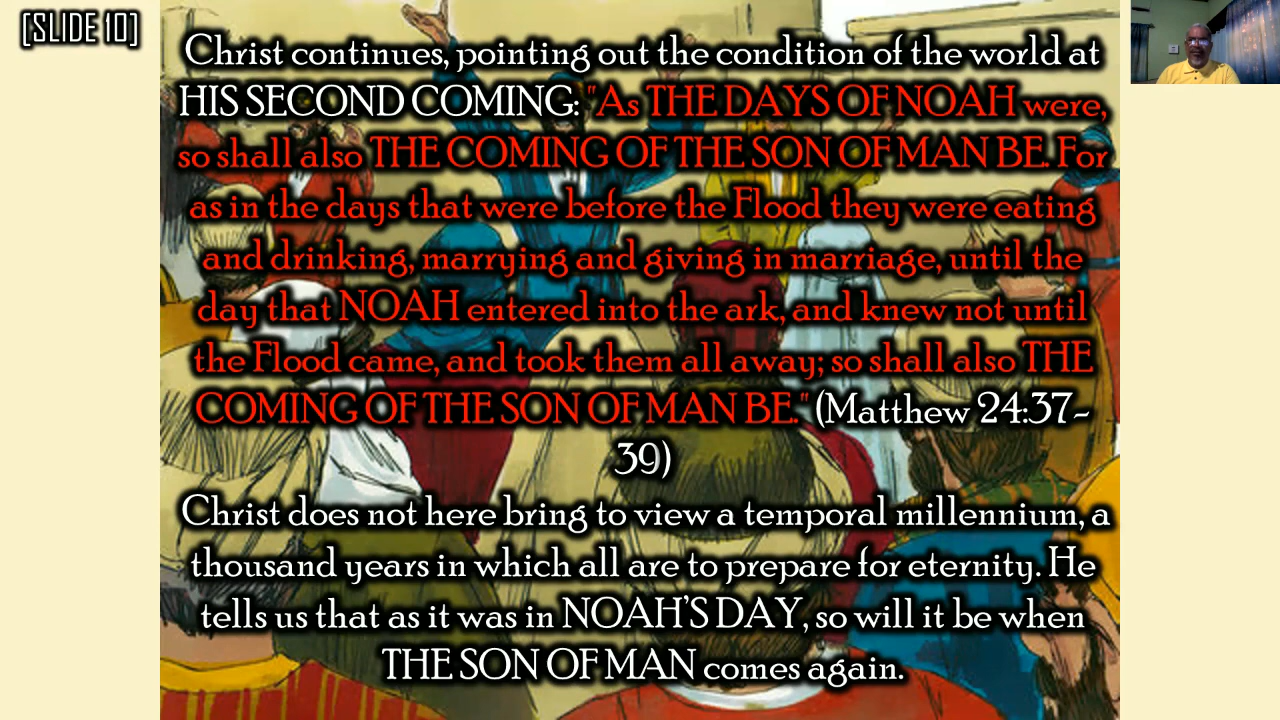 [SLIDE 10]
Christ continues, pointing out the condition of the world at
HIS SECOND COMING: "As THE DAYS OF NOAH were,
so shall also THE COMING OF THE SON OF MAN BE. For
as in the days that were before the Flood they were eating
and drinking, marrying and giving in marriage, until the
day that NOAH entered into the ark, and knew not until
the Flood came, and took them all away; so shall also THE
COMING OF THE SON OF MAN BE." (Matthew 24:37-
39)
Christ does not here bring to view a temporal millennium, a
thousand years in which all are to prepare for eternity. He
tells us that as it was in NOAH'S DAY, so will it be when
THE SON OF MAN comes again.